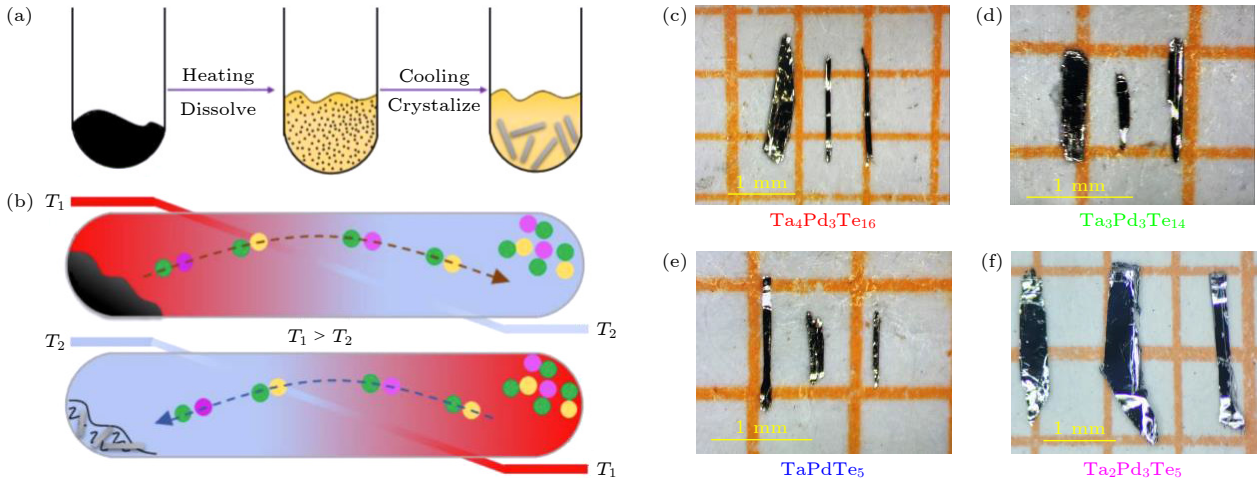 (a)
Heating
Dissolve
Cooling
Crystalize
(b)
T₁
T₂
T₁ > T₂
T₂
T₁
(c)
1 mm
Ta₄Pd₃Te₁₆
(d)
1 mm
Ta₃Pd₃Te₁₄
(e)
1 mm
TaPdTe₅
(f)
1 mm
Ta₂Pd₃Te₅